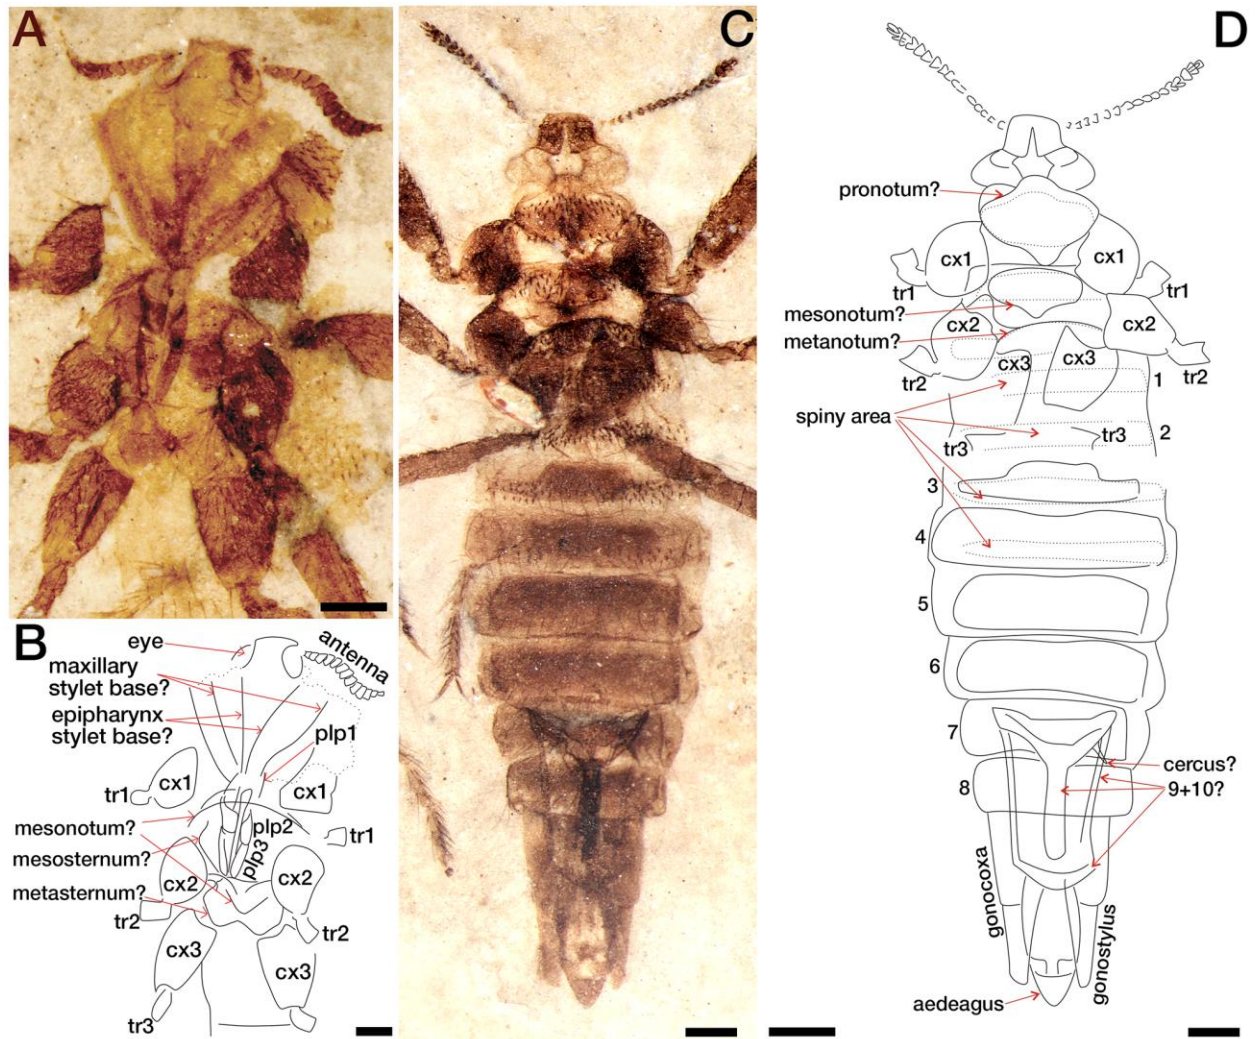 A
C
D
pronotum?
cx1
cx1
tr1
tr1
mesonotum?
cx2
cx2
metanotum?
cx3
cx3
tr2
tr2
1
spiny area
2
tr3
tr3
3
4
5
6
7
cercus?
8
9+10?
gonocoxa
gonostylus
aedeagus
B
eye
antenna
maxillary
stylet base?
epipharynx
stylet base?
plp1
cx1
cx1
tr1
mesonotum?
plp2
tr1
mesosternum?
plp3
cx2
cx2
metasternum?
tr2
tr2
cx3
cx3
tr3